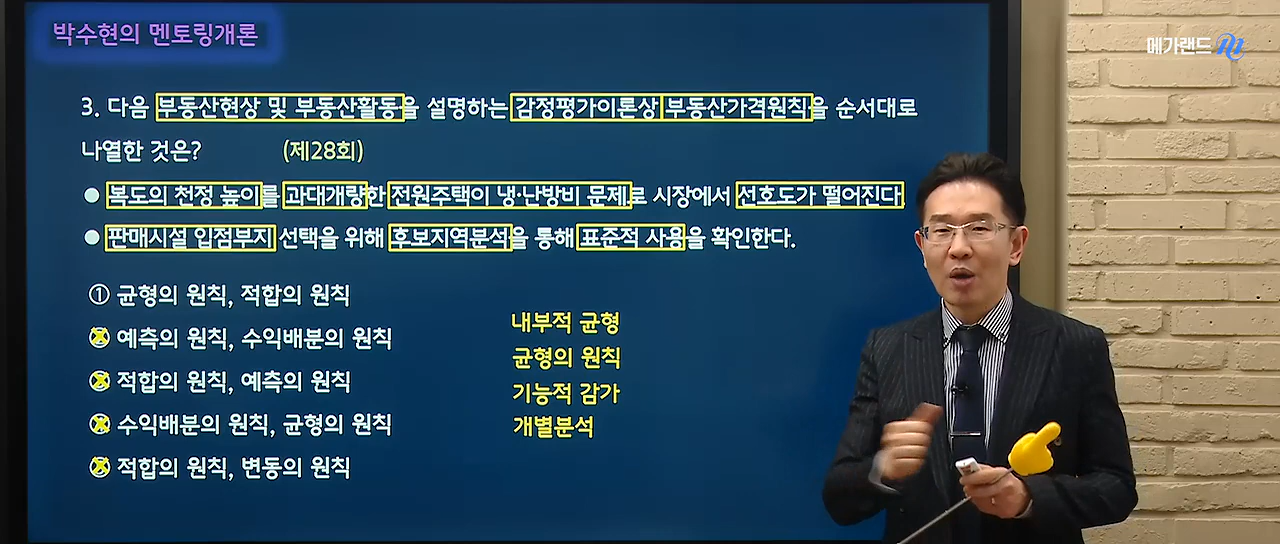 박수현의 멘토링개론
메가랜드
3. 다음 부동산현상 및 부동산활동을 설명하는 감정평가이론상 부동산가격원칙을 순서대로
나열한 것은? (제28회)
● 복도의 천정 높이를 과대개량한 전원주택이 냉·난방비 문제로 시장에서 선호도가 떨어진다.
● 판매시설 입점부지 선택을 위해 후보지역분석을 통해 표준적 사용을 확인한다.
① 균형의 원칙, 적합의 원칙
예측의 원칙, 수익배분의 원칙
적합의 원칙, 예측의 원칙
수익배분의 원칙, 균형의 원칙
적합의 원칙, 변동의 원칙
내부적 균형
균형의 원칙
기능적 감가
개별분석